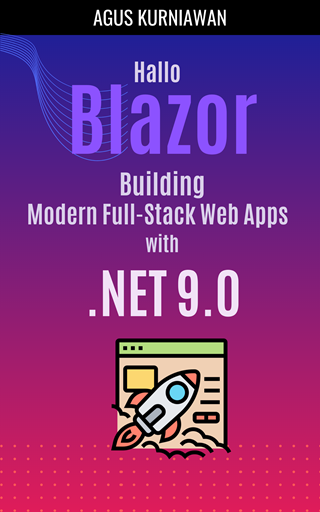 AGUS KURNIAWAN
Hallo
Blazor
Building
Modern Full-Stack Web Apps
with
.NET 9.0